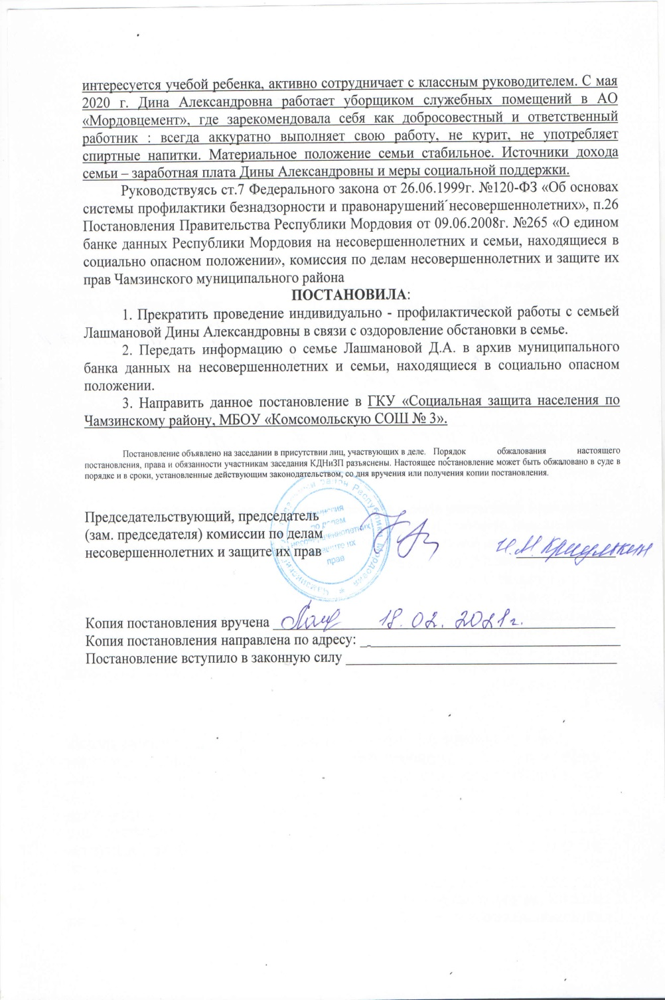 интересуется учебой ребенка, активно сотрудничает с классным руководителем. С мая
2020 г. Дина Александровна работает уборщиком служебных помещений в АО
«Мордовцемент», где зарекомендовала себя как добросовестный и ответственный
работник : всегда аккуратно выполняет свою работу, не курит, не употребляет
спиртные напитки. Материальное положение семьи стабильное. Источники дохода
семьи – заработная плата Дины Александровны и меры социальной поддержки.
Руководствуясь ст.7 Федерального закона от 26.06.1999г. №120-ФЗ «Об основах
системы профилактики безнадзорности и правонарушений несовершеннолетних», п.26
Постановления Правительства Республики Мордовия от 09.06.2008г. №265 «О едином
банке данных Республики Мордовия на несовершеннолетних и семьи, находящиеся в
социально опасном положении», комиссия по делам несовершеннолетних и защите их
прав Чамзинского муниципального района
ПОСТАНОВИЛА:
1. Прекратить проведение индивидуально - профилактической работы с семьей
Лашмановой Дины Александровны в связи с оздоровление обстановки в семье.
2. Передать информацию о семье Лашмановой Д.А. в архив муниципального
банка данных на несовершеннолетних и семьи, находящиеся в социально опасном
положении.
3. Направить данное постановление в ГКУ «Социальная защита населения по
Чамзинскому району, МБОУ «Комсомольскую СОШ № 3».
Постановление объявлено на заседании в присутствии лиц, участвующих в деле. Порядок обжалования настоящего
постановления, права и обязанности участникам заседания КДНиЗП разъяснены. Настоящее постановление может быть обжаловано в суде в
порядке и в сроки, установленные действующим законодательством, со дня вручения или получения копии постановления.
Председательствующий, председатель
(зам. председателя) комиссии по делам
несовершеннолетних и защите их прав
И.М.
Комиссия
по делам
несовершеннолетних
и защите их
прав
район Республики Мордовия
Копия постановления вручена 18.02.2021г.
Копия постановления направлена по адресу:
Постановление вступило в законную силу